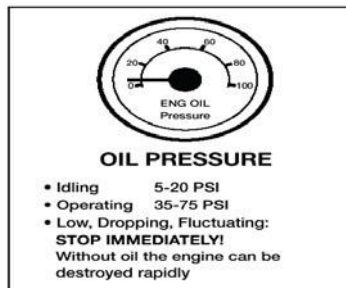 40 60
20 80
0 100
ENG OIL
Pressure
OIL PRESSURE
• Idling 5-20 PSI
• Operating 35-75 PSI
• Low, Dropping, Fluctuating:
STOP IMMEDIATELY!
Without oil the engine can be
destroyed rapidly